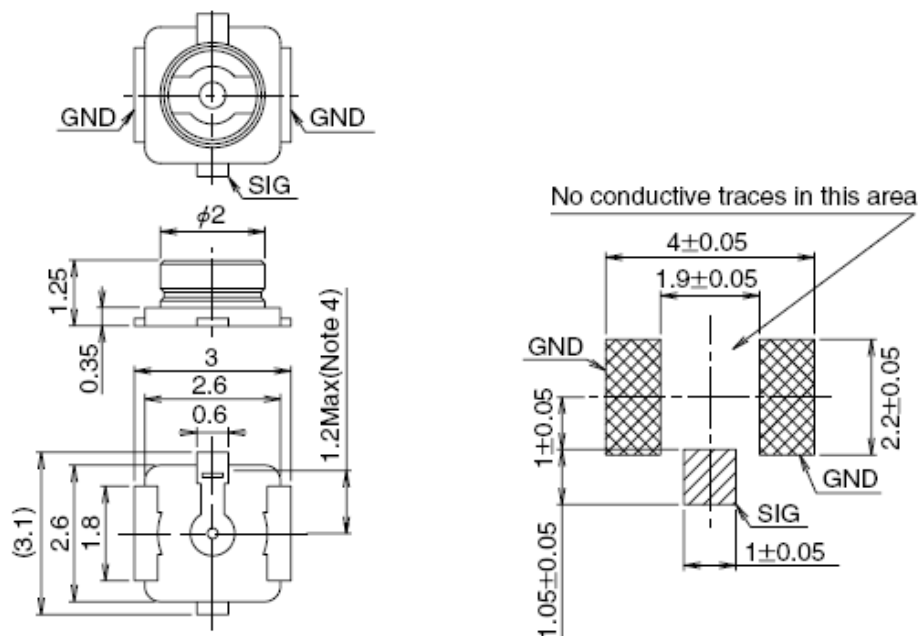 GND
GND
SIG
ϕ2
1.25
0.35
3
2.6
0.6
1.2Max(Note 4)
(3.1)
2.6
1.8
No conductive traces in this area
4±0.05
1.9±0.05
GND
2.2±0.05
1±0.05
GND
SIG
1.05±0.05
1±0.05